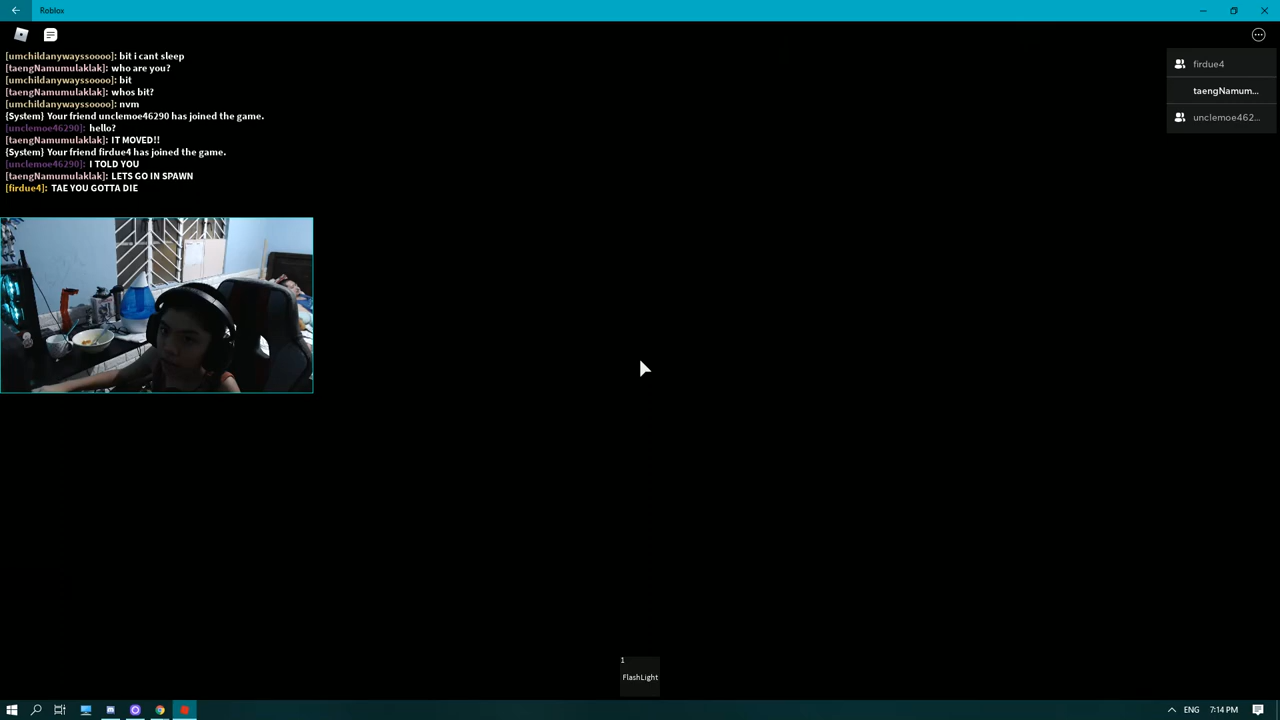 Roblox
[umchildanywayssoooo]: bit i cant sleep
[taengNamumulaklak]: who are you?
[umchildanywayssoooo]: bit
[taengNamumulaklak]: whos bit?
[umchildanywayssoooo]: nvm
{System} Your friend unclemoe46290 has joined the game.
[unclemoe46290]: hello?
[taengNamumulaklak]: IT MOVED!!
{System} Your friend firdue4 has joined the game.
[unclemoe46290]: I TOLD YOU
[taengNamumulaklak]: LETS GO IN SPAWN
[firdue4]: TAE YOU GOTTA DIE
firdue4
taengNamum...
unclemoe462...
1
FlashLight
ENG 7:14 PM